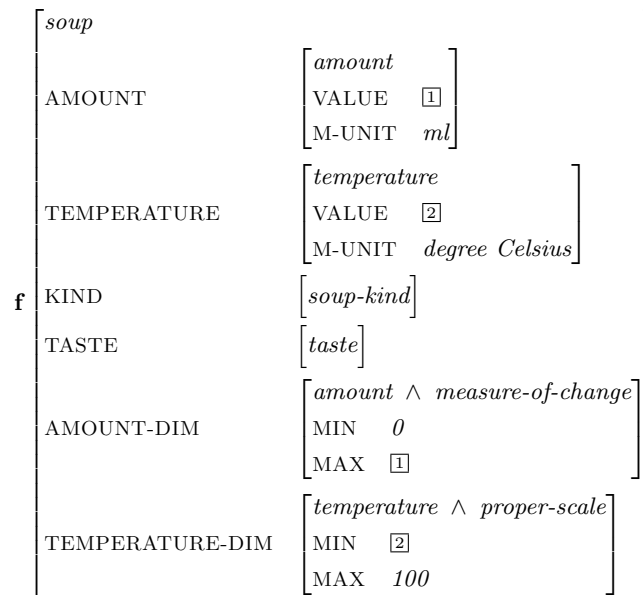 soup
amount
AMOUNT VALUE 1
M-UNIT ml
temperature
TEMPERATURE VALUE 2
M-UNIT degree Celsius
f KIND soup-kind
TASTE taste
amount ∧ measure-of-change
AMOUNT-DIM MIN 0
MAX 1
temperature ∧ proper-scale
TEMPERATURE-DIM MIN 2
MAX 100